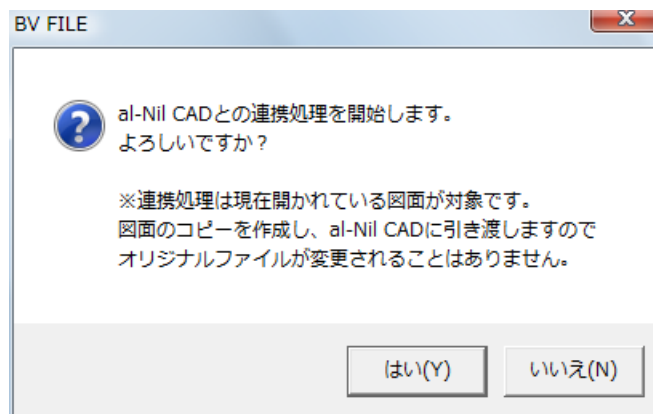 BV FILE
al-Nil CADとの連携処理を開始します。
よろしいですか？
※連携処理は現在開かれている図面が対象です。
図面のコピーを作成し、al-Nil CADに引き渡しますので
オリジナルファイルが変更されることはありません。
はい(Y)
いいえ(N)